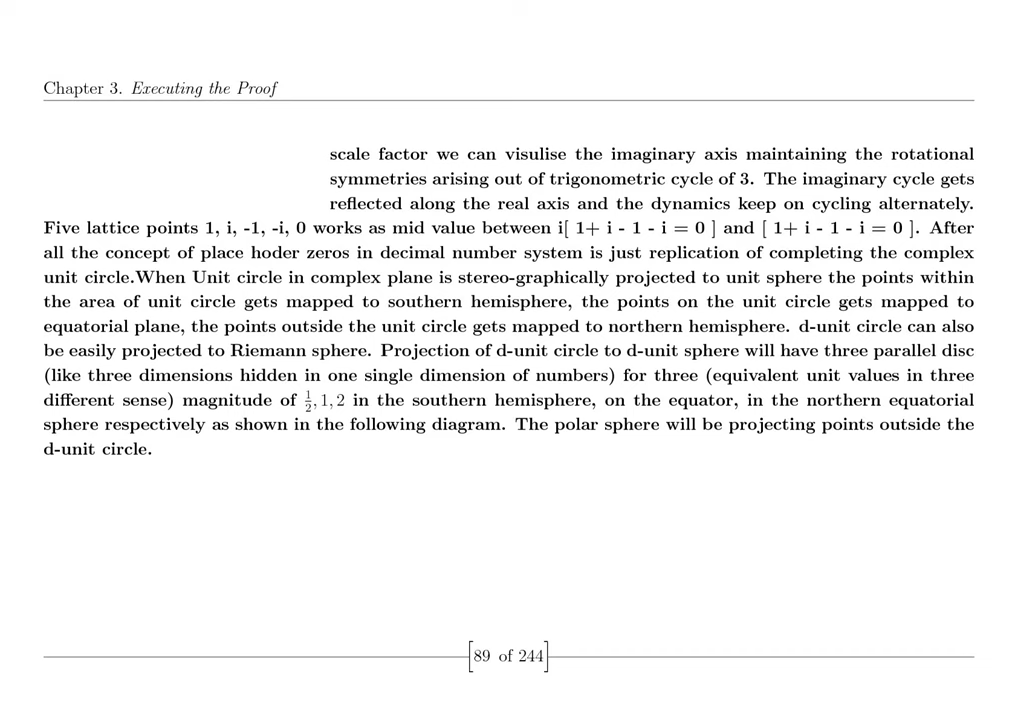 Chapter 3. Executing the Proof
scale factor we can visulise the imaginary axis maintaining the rotational
symmetries arising out of trigonometric cycle of 3. The imaginary cycle gets
reflected along the real axis and the dynamics keep on cycling alternately.
Five lattice points 1, i, -1, -i, 0 works as mid value between i[ 1+ i - 1 - i = 0 ] and [ 1+ i - 1 - i = 0 ]. After
all the concept of place hoder zeros in decimal number system is just replication of completing the complex
unit circle.When Unit circle in complex plane is stereo-graphically projected to unit sphere the points within
the area of unit circle gets mapped to southern hemisphere, the points on the unit circle gets mapped to
equatorial plane, the points outside the unit circle gets mapped to northern hemisphere. d-unit circle can also
be easily projected to Riemann sphere. Projection of d-unit circle to d-unit sphere will have three parallel disc
(like three dimensions hidden in one single dimension of numbers) for three (equivalent unit values in three
different sense) magnitude of 1/2, 1, 2 in the southern hemisphere, on the equator, in the northern equatorial
sphere respectively as shown in the following diagram. The polar sphere will be projecting points outside the
d-unit circle.
[89 of 244]